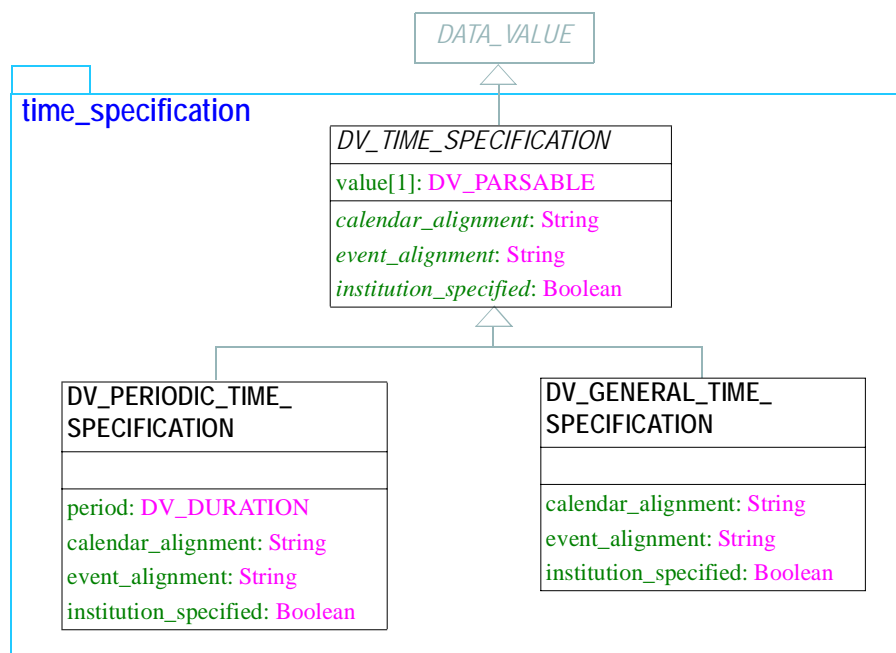 DATA_VALUE
time_specification
DV_TIME_SPECIFICATION
value[1]: DV_PARSABLE
calendar_alignment: String
event_alignment: String
institution_specified: Boolean
DV_PERIODIC_TIME_
SPECIFICATION
period: DV_DURATION
calendar_alignment: String
event_alignment: String
institution_specified: Boolean
DV_GENERAL_TIME_
SPECIFICATION
calendar_alignment: String
event_alignment: String
institution_specified: Boolean